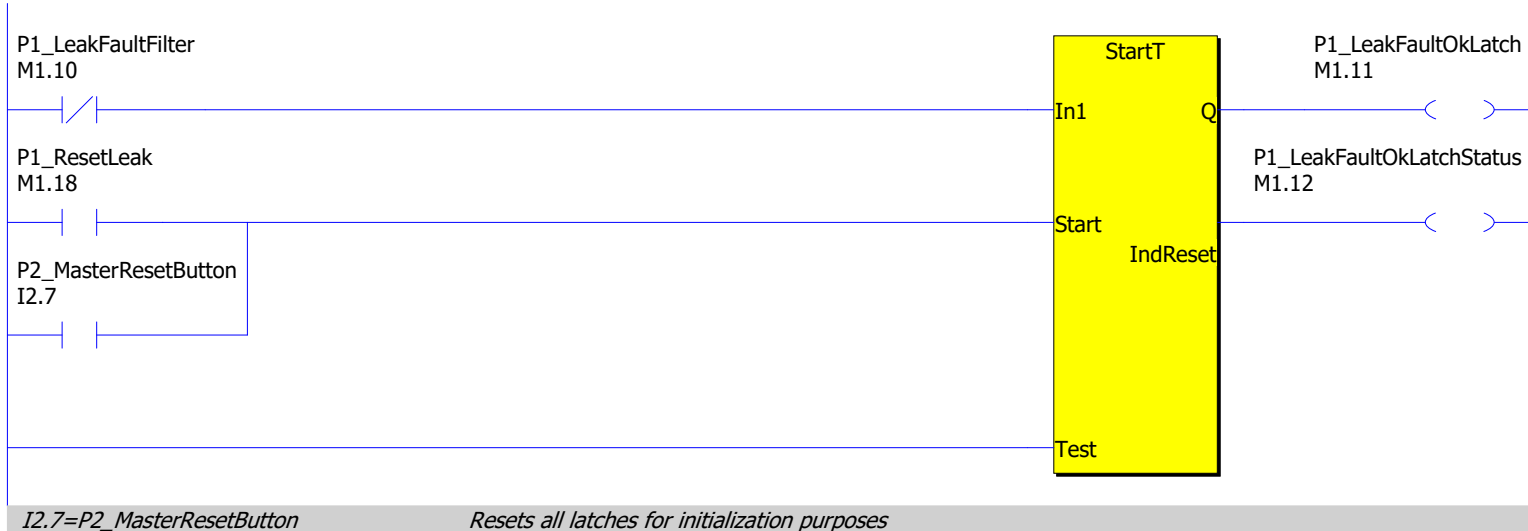 P1_LeakFaultFilter
M1.10
StartT
P1_LeakFaultOkLatch
M1.11
In1
Q
P1_ResetLeak
M1.18
P1_LeakFaultOkLatchStatus
M1.12
Start
IndReset
P2_MasterResetButton
I2.7
Test
I2.7=P2_MasterResetButton Resets all latches for initialization purposes